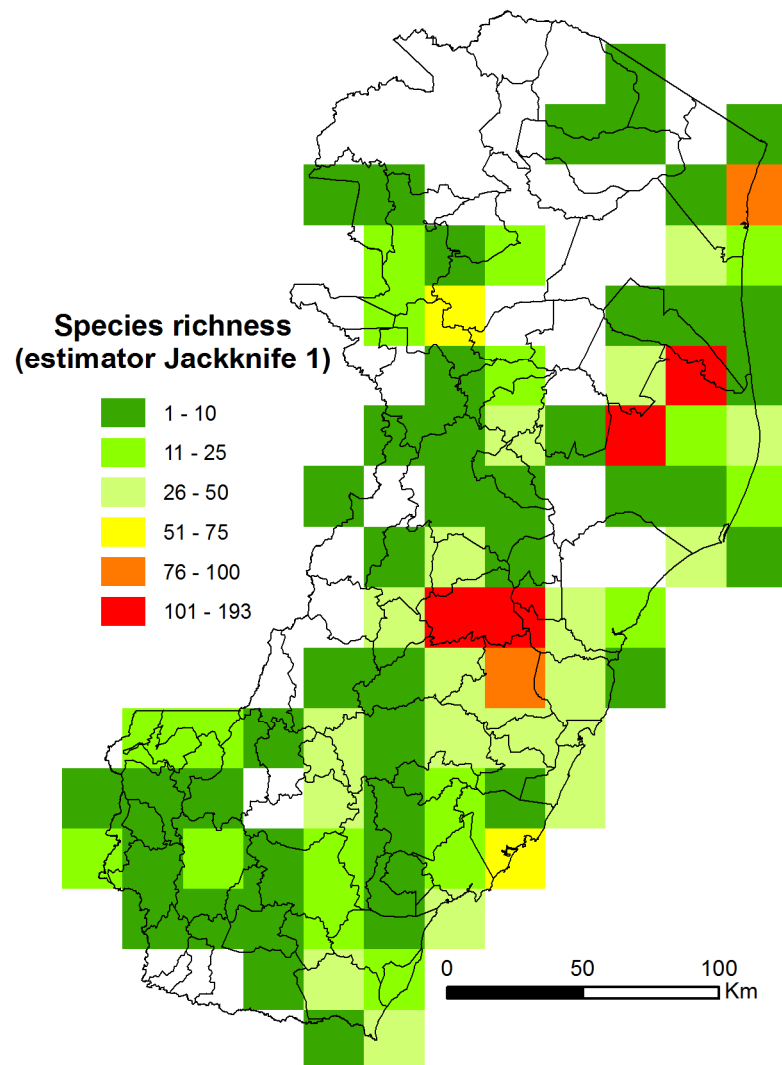 Species richness
(estimator Jackknife 1)
1 - 10
11 - 25
26 - 50
51 - 75
76 - 100
101 - 193
0 50 100
Km